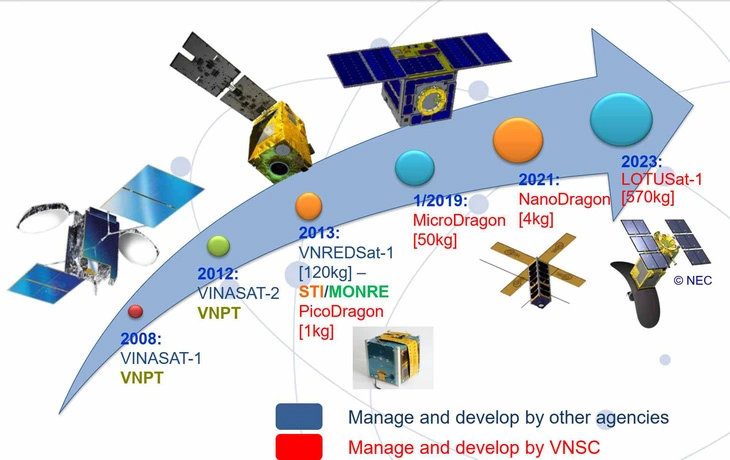 2008:
VINASAT-1
VNPT
2012:
VINASAT-2
VNPT
2013:
VNREDSat-1
[120kg] –
STI/MONRE
PicoDragon
[1kg]
1/2019:
MicroDragon
[50kg]
2021:
NanoDragon
[4kg]
2023:
LOTUSat-1
[570kg]
© NEC
Manage and develop by other agencies
Manage and develop by VNSC